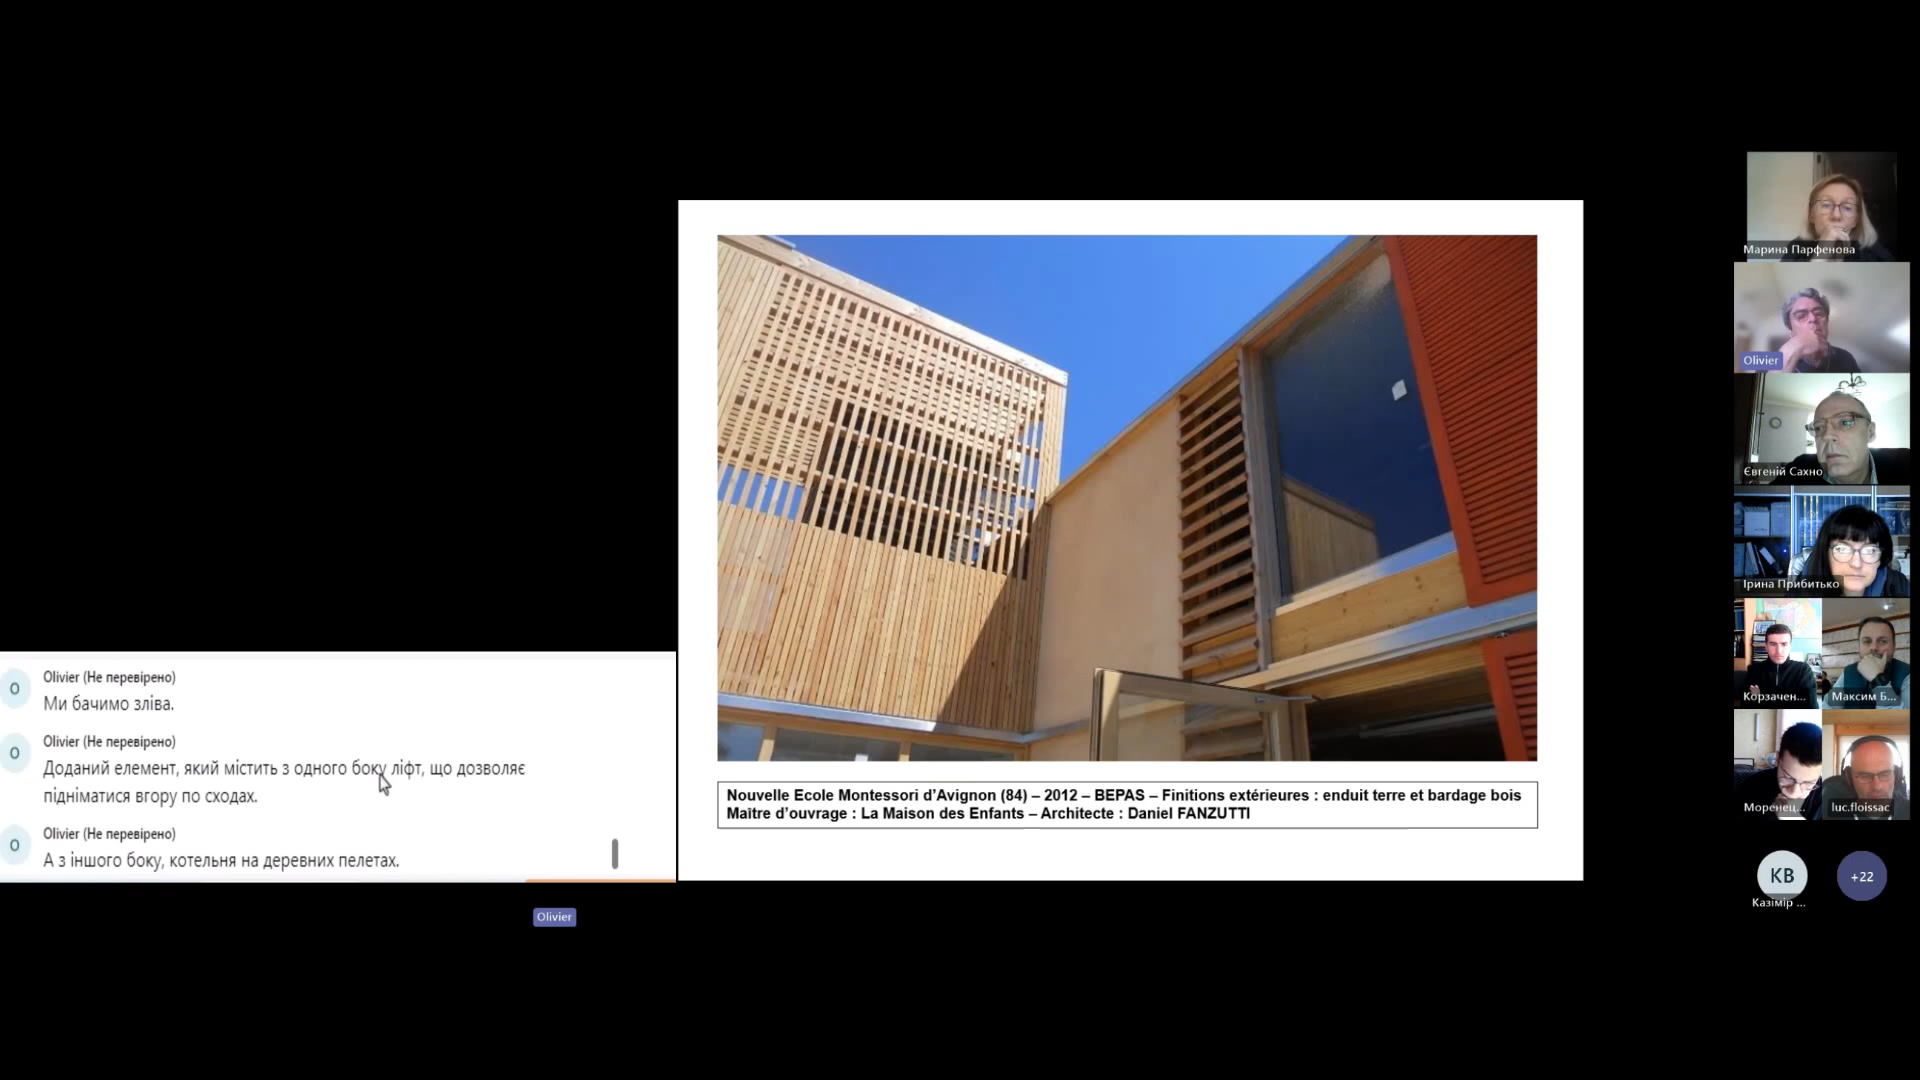 Olivier (Не перевірено)
Ми бачимо зліва.
Olivier (Не перевірено)
Доданий елемент, який містить з одного боку ліфт, що дозволяє
підніматися вгору по сходах.
Olivier (Не перевірено)
А з іншого боку, котельня на деревних пелетах.
O
O
O
Olivier
Nouvelle Ecole Montessori d’Avignon (84) – 2012 – BEPAS – Finitions extérieures : enduit terre et bardage bois
Maître d’ouvrage : La Maison des Enfants – Architecte : Daniel FANZUTTI
Марина Парфенова
Olivier
Євгеній Сахно
Ірина Прибитько
Корзачен...
Максим Б...
Моренец...
luc.floissac
КВ
+22
Казімір ...